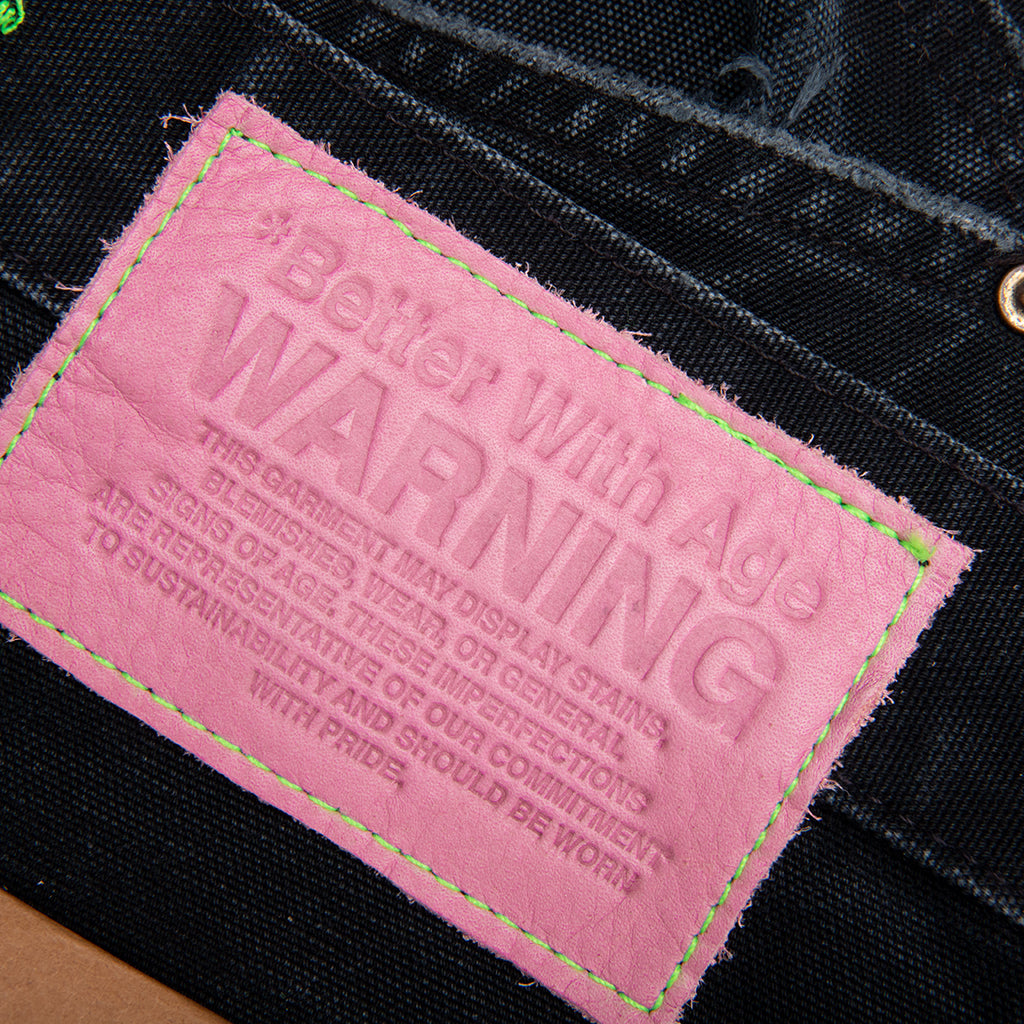 *Better With Age
WARNING
THIS GARMENT MAY DISPLAY STAINS,
BLEMISHES, WEAR, OR GENERAL
SIGNS OF AGE. THESE IMPERFECTIONS
ARE REPRESENTATIVE OF OUR COMMITMENT
TO SUSTAINABILITY AND SHOULD BE WORN
WITH PRIDE,